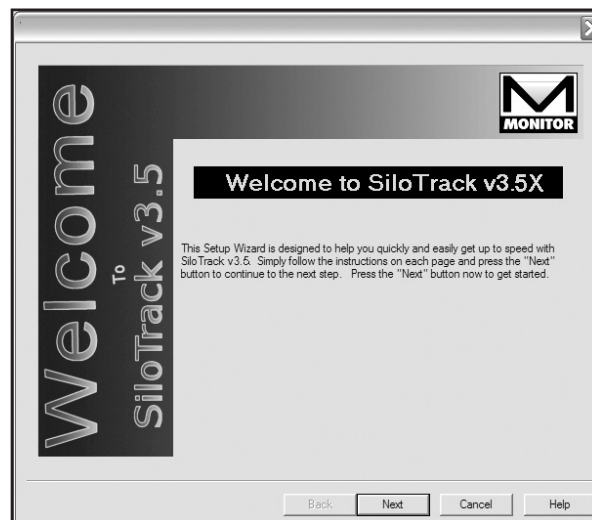 Welcome
To
SiloTrack v3.5
MONITOR
Welcome to SiloTrack v3.5X
This Setup Wizard is designed to help you quickly and easily get up to speed with
SiloTrack v3.5. Simply follow the instructions on each page and press the "Next"
button to continue to the next step. Press the "Next" button now to get started.
Back
Next
Cancel
Help